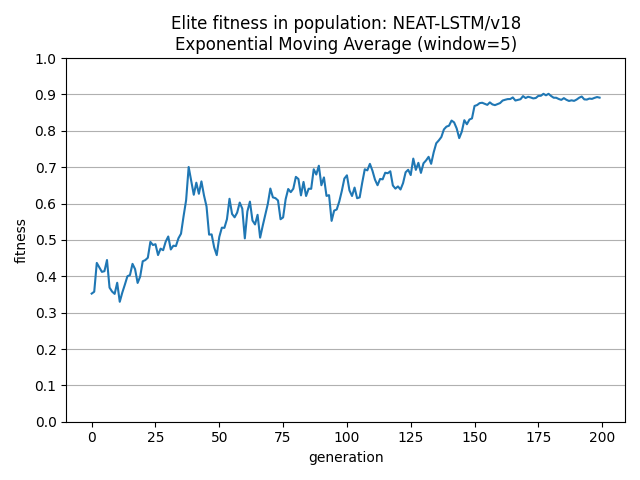 Elite fitness in population: NEAT-LSTM/v18
Exponential Moving Average (window=5)
1.0
0.9
0.8
0.7
0.6
0.5
0.4
0.3
0.2
0.1
0.0
fitness
0 25 50 75 100 125 150 175 200
generation